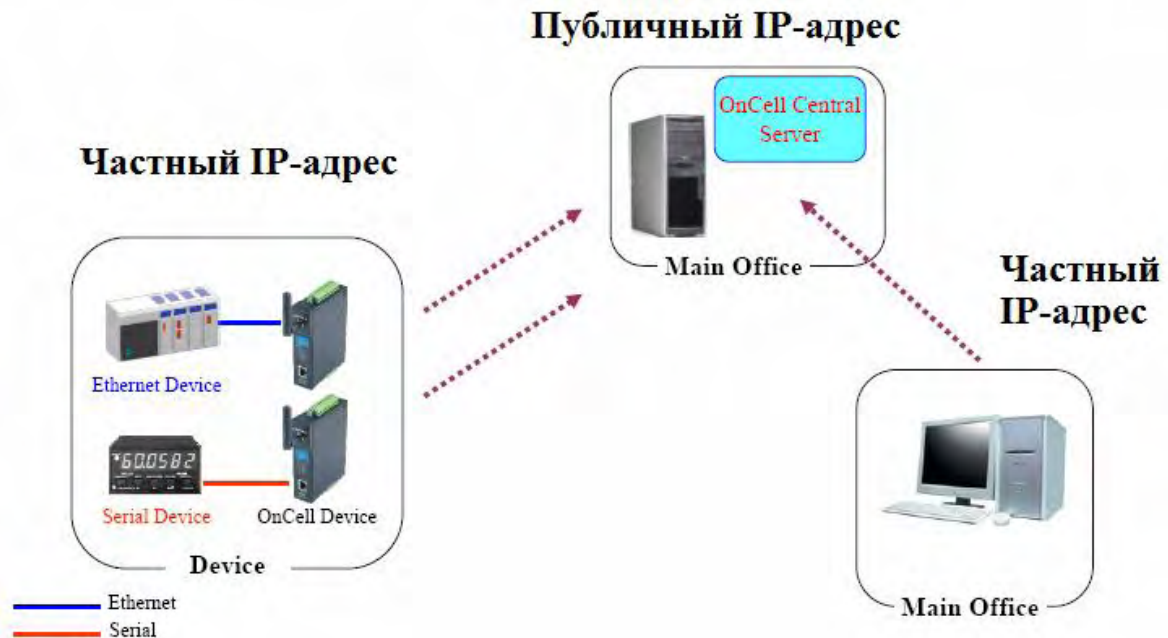 Публичный IP-адрес
OnCell Central
Server
Main Office
Частный IP-адрес
Ethernet Device
60.0582
Serial Device
OnCell Device
Device
Частный
IP-адрес
Main Office
Ethernet
Serial